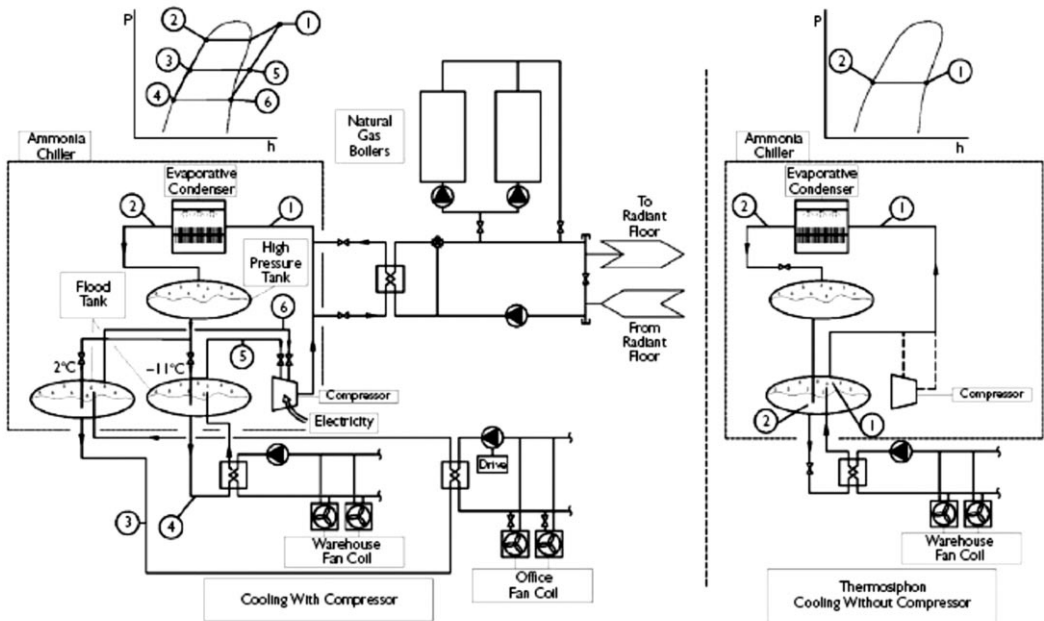 P
2
1
3
5
4
6
h
Ammonia
Chiller
Evaporative
Condenser
2
1
High
Pressure
Tank
Flood
Tank
6
5
2°C
-11°C
Compressor
Electricity
3
4
Natural
Gas
Boilers
To
Radiant
Floor
From
Radiant
Floor
Drive
Warehouse
Fan Coil
Office
Fan Coil
Cooling With Compressor
P
2
1
h
Ammonia
Chiller
Evaporative
Condenser
2
1
Compressor
2
1
Warehouse
Fan Coil
Thermosiphon
Cooling Without Compressor